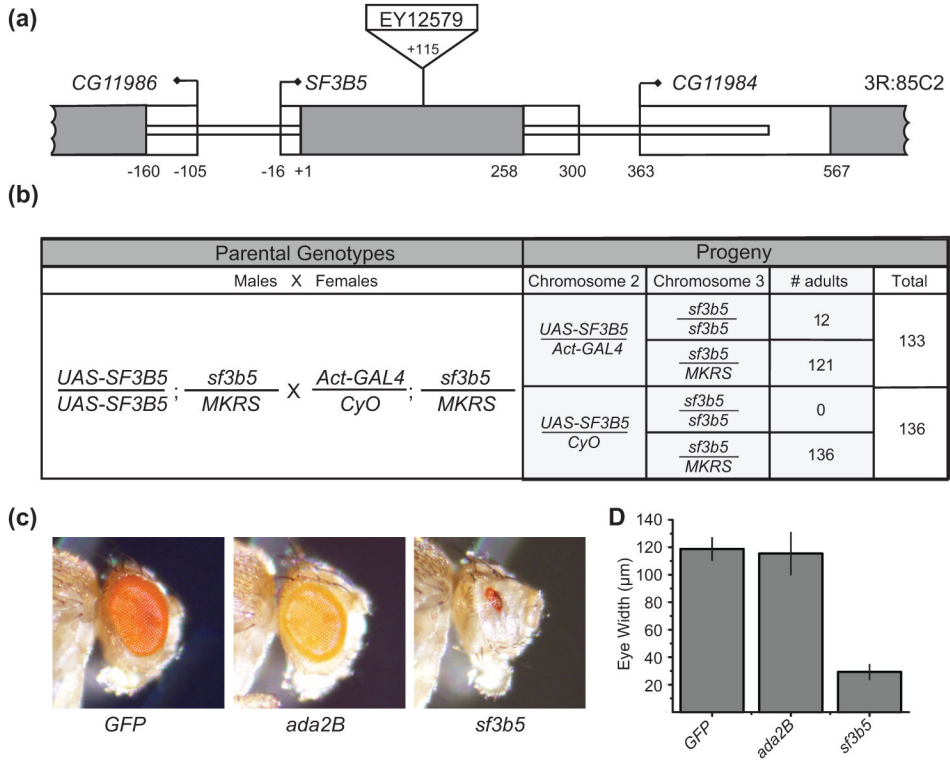 (a)
EY12579
+115
CG11986
SF3B5
CG11984
3R:85C2
-160 -105 -16 +1 258 300 363 567
(b)
Parental Genotypes Progeny
Males X Females Chromosome 2 Chromosome 3 # adults Total
UAS-SF3B5
UAS-SF3B5
;
sf3b5
MKRS
X
Act-GAL4
CyO
;
sf3b5
MKRS
UAS-SF3B5
Act-GAL4
sf3b5
sf3b5
12
133
sf3b5
MKRS
121
UAS-SF3B5
CyO
sf3b5
sf3b5
0
136
sf3b5
MKRS
136
(c)
GFP ada2B sf3b5
D
Eye Width (µm)
140
120
100
80
60
40
20
GFP
ada2B
sf3b5